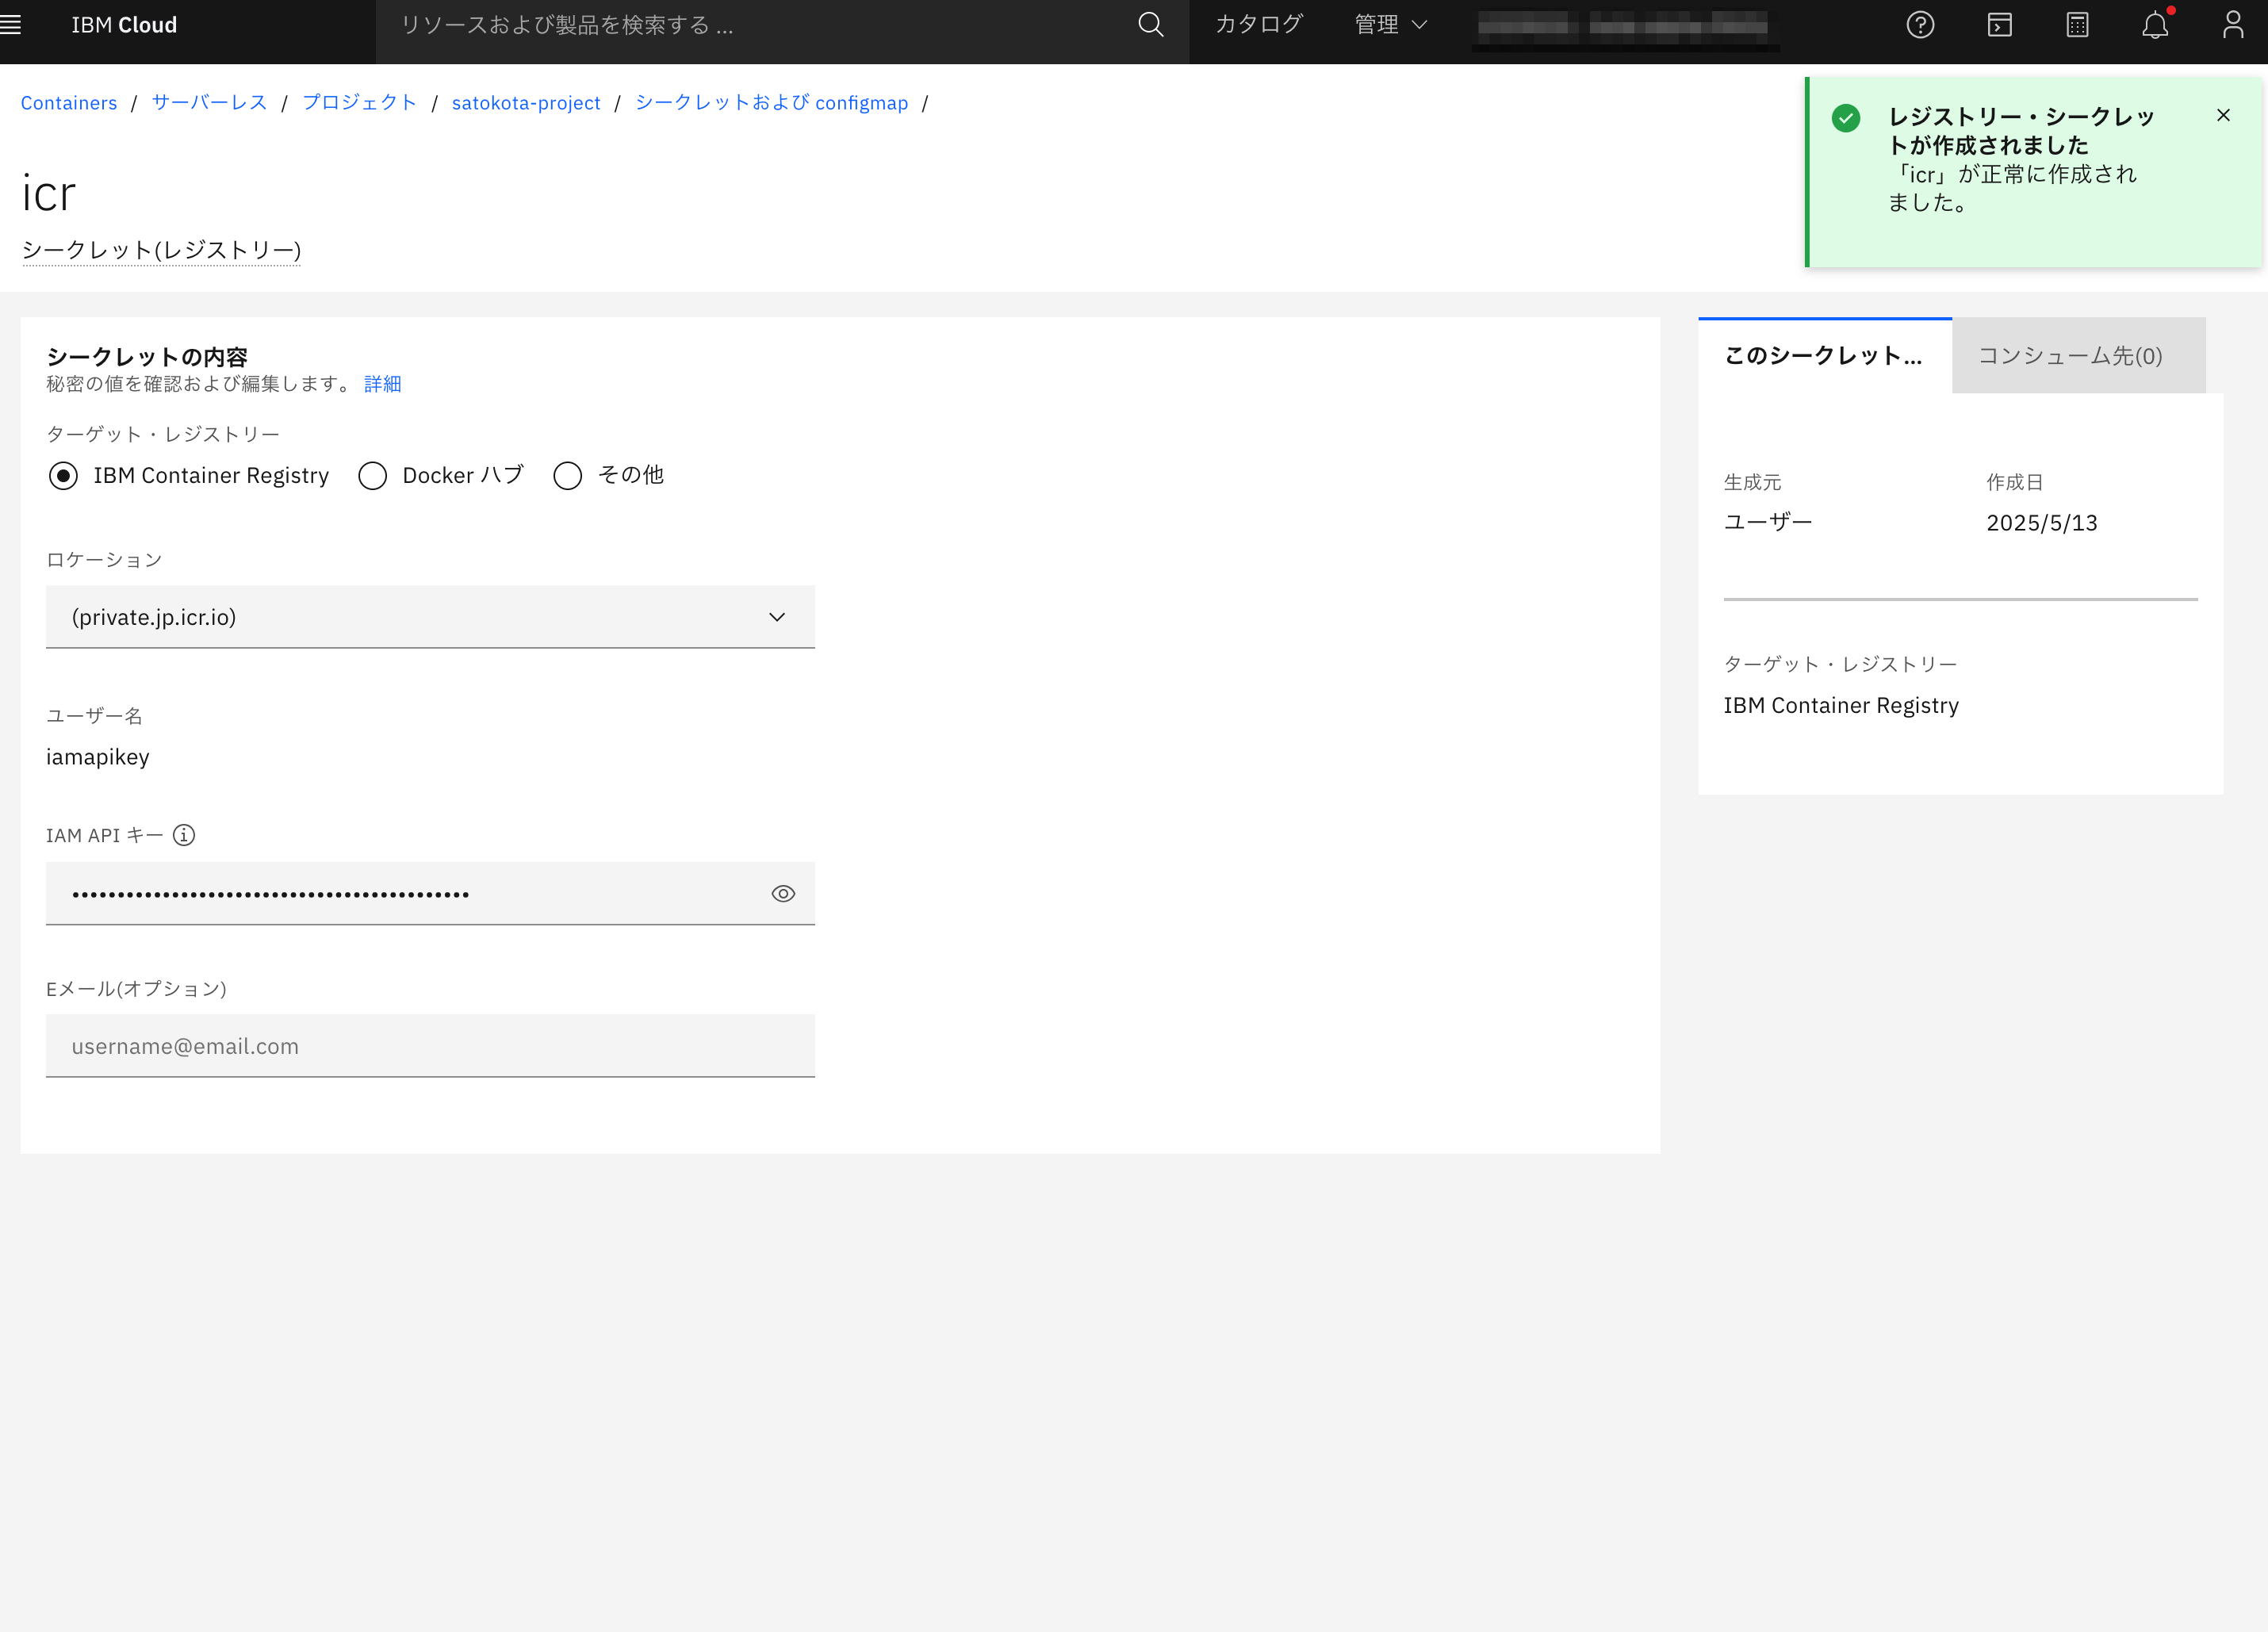 IBM Cloud
リソースおよび製品を検索する ...
カタログ
管理
Containers / サーバーレス / プロジェクト / satokota-project / シークレットおよび configmap /
レジストリー・シークレッ
トが作成されました
「icr」が正常に作成され
ました。
icr
シークレット(レジストリー)
シークレットの内容
秘密の値を確認および編集します。 詳細
ターゲット・レジストリー
IBM Container Registry
Docker ハブ
その他
ロケーション
(private.jp.icr.io)
ユーザー名
iamapikey
IAM API キー
••••••••••••••••••••••••••••••••••••••••••••
Eメール(オプション)
username@email.com
このシークレット...
コンシューム先(0)
生成元
作成日
ユーザー
2025/5/13
ターゲット・レジストリー
IBM Container Registry